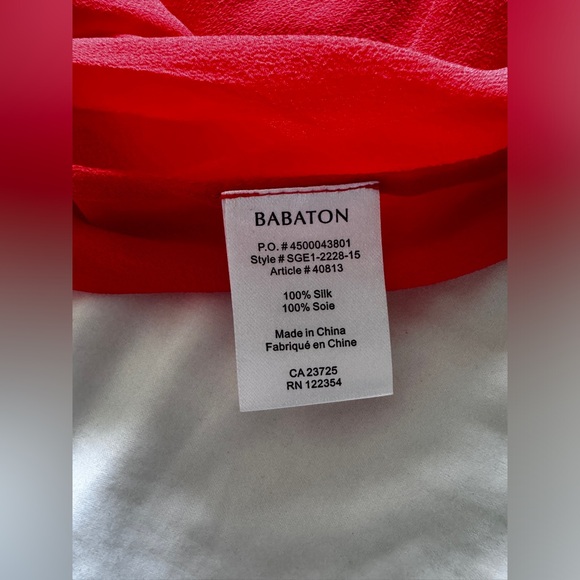 BABATON
P.O. # 4500043801
Style # SGE1-2228-15
Article # 40813
100% Silk
100% Soie
Made in China
Fabriqué en Chine
CA 23725
RN 122354